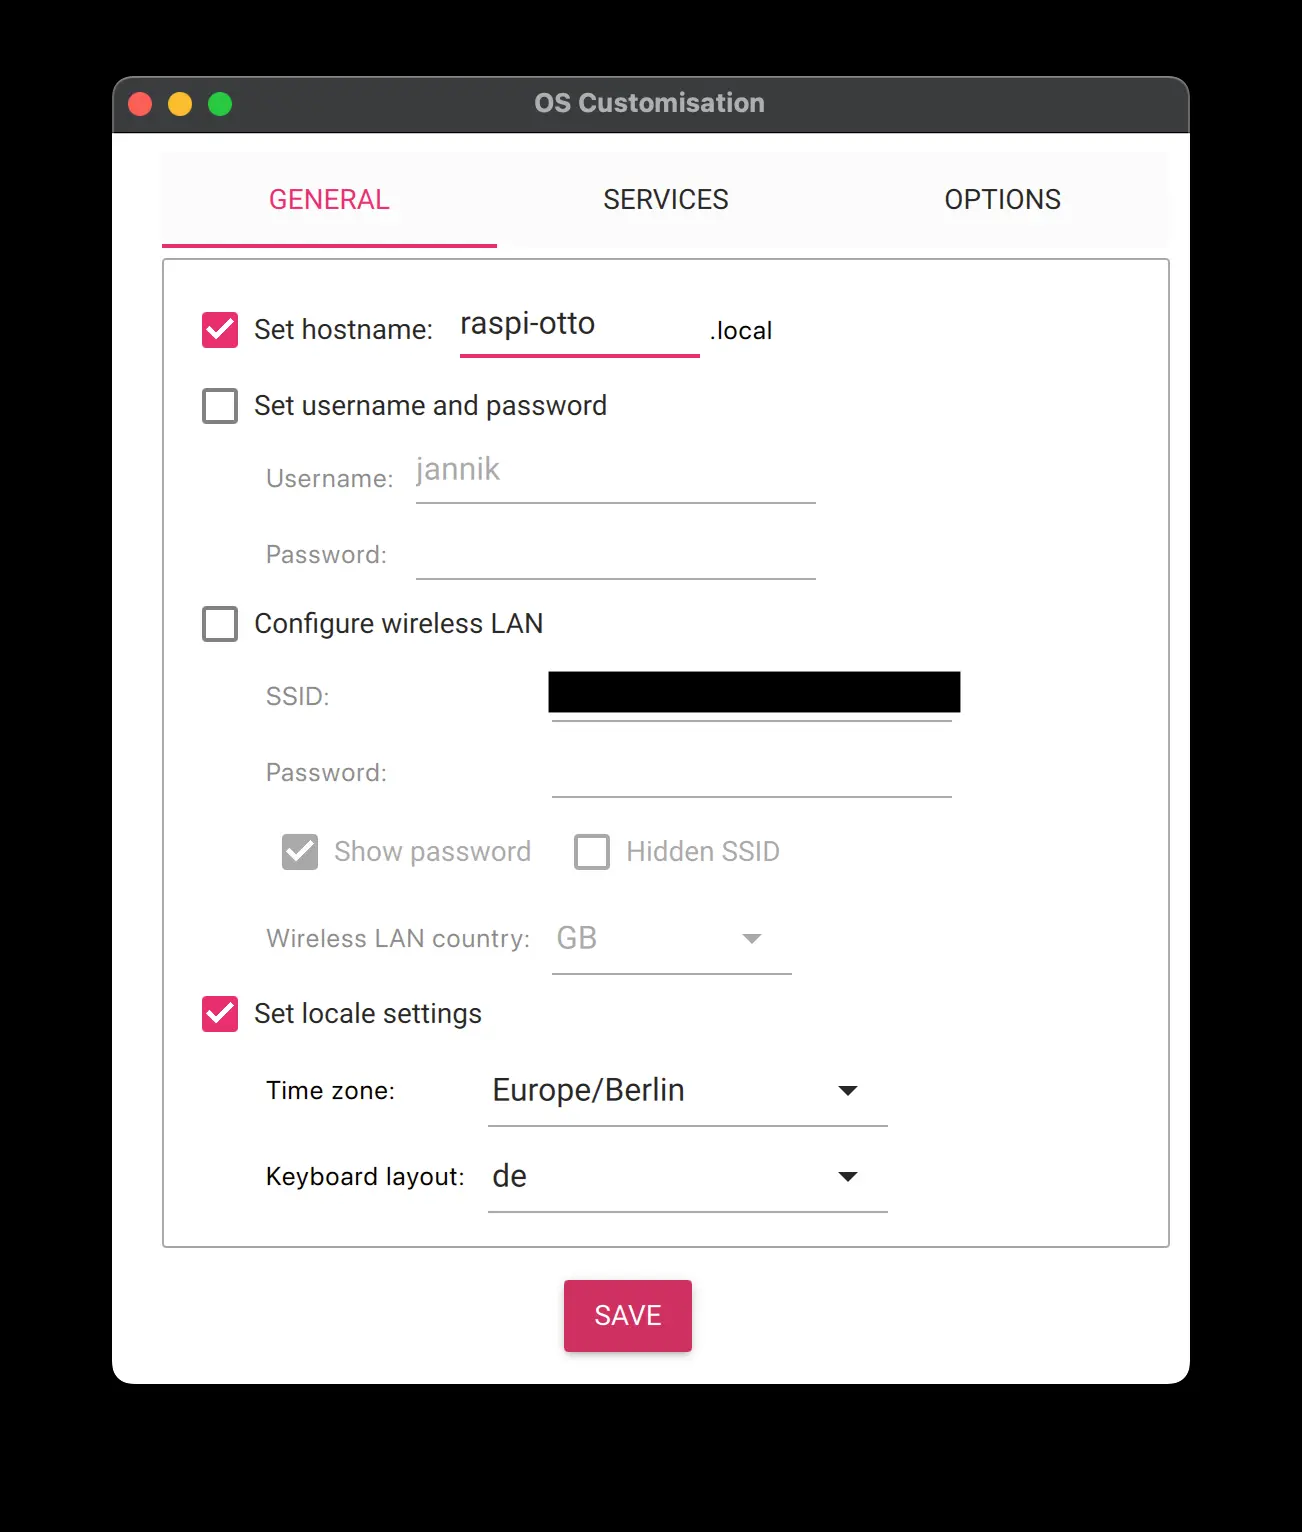 OS Customisation
GENERAL SERVICES OPTIONS
Set hostname: raspi-otto .local
Set username and password
Username: jannik
Password:
Configure wireless LAN
SSID:
Password:
Show password Hidden SSID
Wireless LAN country: GB
Set locale settings
Time zone: Europe/Berlin
Keyboard layout: de
SAVE